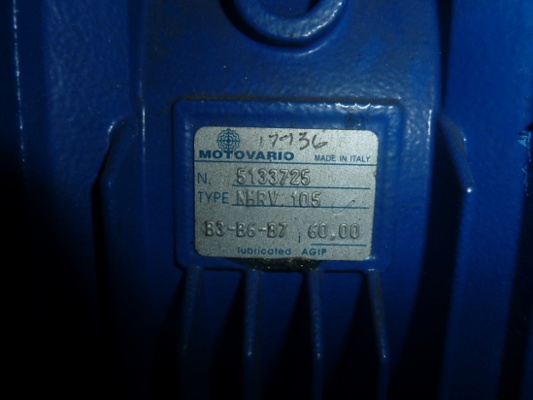 17736
MOTOVARIO MADE IN ITALY
N. 5133725
TYPE NMRV 105
B3-B6-B7 60.00
lubricated AGIP